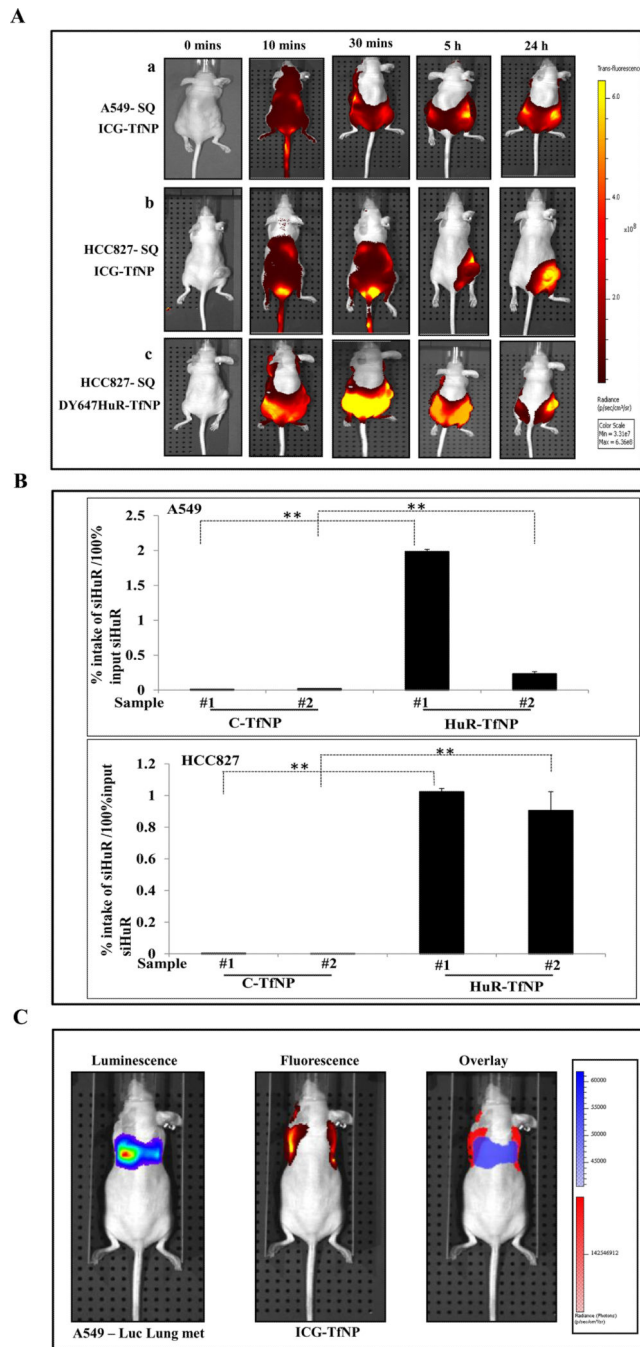 A
0 mins 10 mins 30 mins 5 h 24 h
a
A549- SQ
ICG-TfNP
b
HCC827- SQ
ICG-TfNP
c
HCC827- SQ
DY647HuR-TfNP
Trans-fluorescence
6.0
4.0
x10⁸
2.0
Radiance
(p/sec/cm²/sr)
Color Scale
Min = 3.31e7
Max = 6.36e8
B
A549
** **
% intake of siHuR /100%
input siHuR
2.5
2
1.5
1
0.5
0
Sample #1 #2 #1 #2
C-TfNP HuR-TfNP
HCC827
** **
% intake of siHuR /100%input
siHuR
1.2
1
0.8
0.6
0.4
0.2
0
Sample #1 #2 #1 #2
C-TfNP HuR-TfNP
C
Luminescence Fluorescence Overlay
60000
55000
50000
45000
142346912
Radiance (Photons)
(p/sec/cm²/sr)
A549 – Luc Lung met ICG-TfNP